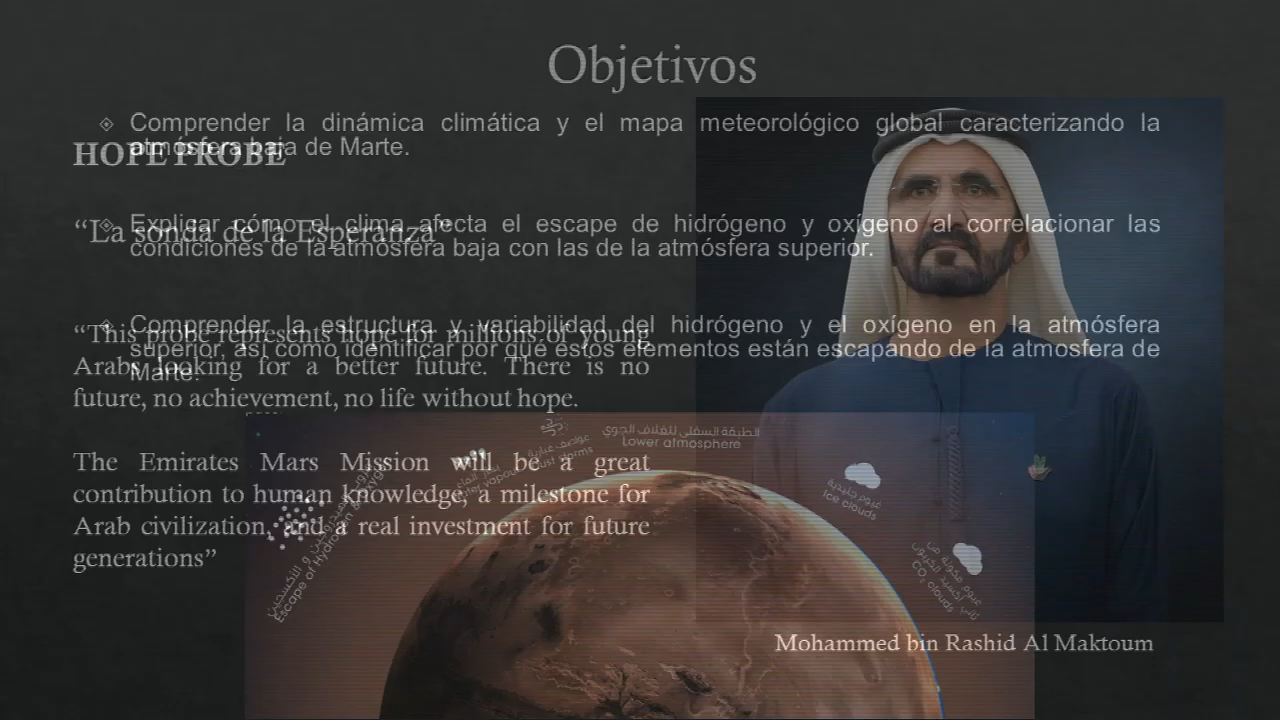 Objetivos
Comprender la dinámica climática y el mapa meteorológico global caracterizando la
atmósfera baja de Marte.
HOPE PROBE
Explicar cómo el clima afecta el escape de hidrógeno y oxígeno al correlacionar las
condiciones de la atmósfera baja con las de la atmósfera superior.
“La sonda de la Esperanza”
Comprender la estructura y variabilidad del hidrógeno y el oxígeno en la atmósfera
superior, así como identificar por qué estos elementos están escapando de la atmosfera de
Marte.
“This probe represents hope for millions of young
Arabs looking for a better future. There is no
future, no achievement, no life without hope.
The Emirates Mars Mission will be a great
contribution to human knowledge, a milestone for
Arab civilization, and a real investment for future
generations”
الطبقة السفلى للغلاف الجوي
Lower atmosphere
Ice clouds
CO₂ clouds
Escape of Hydrogen & Oxygen
Mohammed bin Rashid Al Maktoum